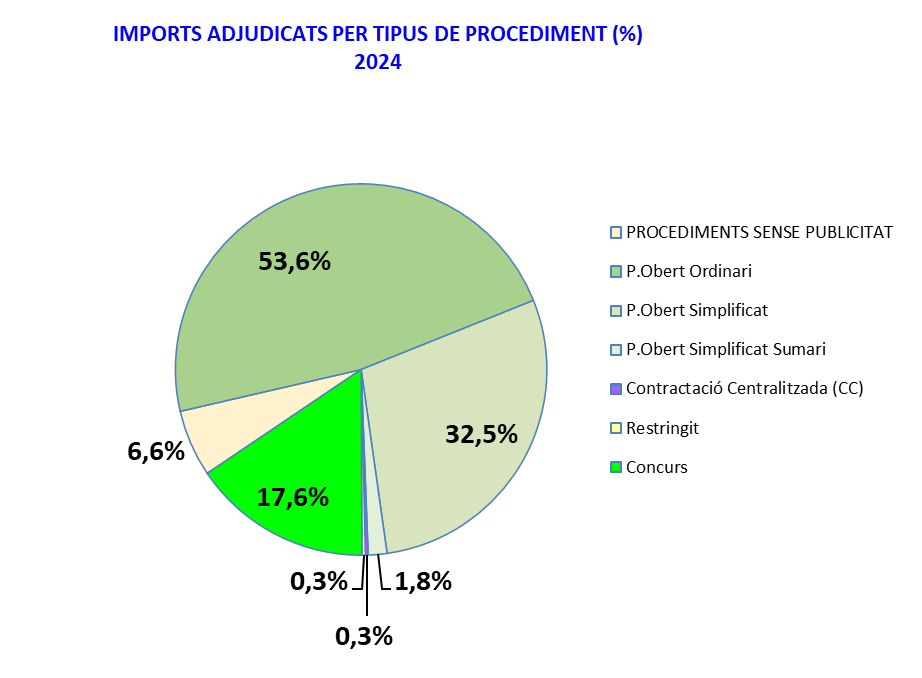 IMPORTS ADJUDICATS PER TIPUS DE PROCEDIMENT (%)
2024
53,6%
32,5%
6,6%
17,6%
0,3%
1,8%
0,3%
PROCEDIMENTS SENSE PUBLICITAT
P.Obert Ordinari
P.Obert Simplificat
P.Obert Simplificat Sumari
Contractació Centralitzada (CC)
Restringit
Concurs